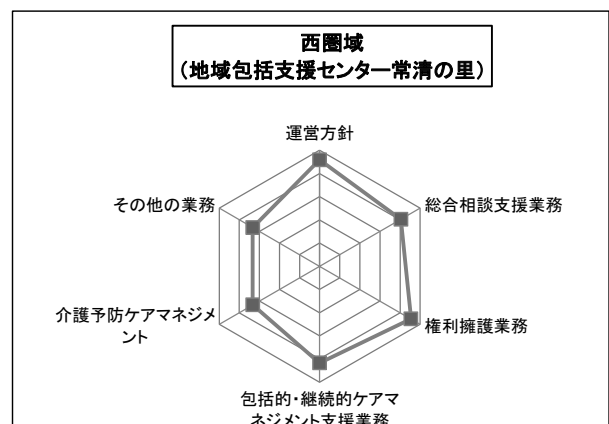 西圏域
（地域包括支援センター常清の里）
運営方針
総合相談支援業務
権利擁護業務
包括的・継続的ケアマ
ネジメント支援業務
介護予防ケアマネジメ
ント
その他の業務